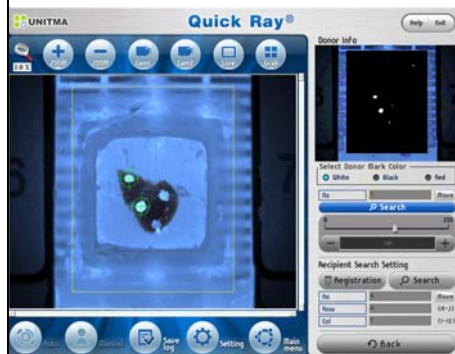 UNITMA Quick Ray® Help Exit
ZOOM ZOOM Cam1 Cam2 Live Grab
1.0 X
Donor Info
Select Donor Mark Color
White Black Red
No Move
Search
0
Recipient Search Setting
Registration Search
No Move
Row
Col
Auto Manual Save log Setting Main menu
Back